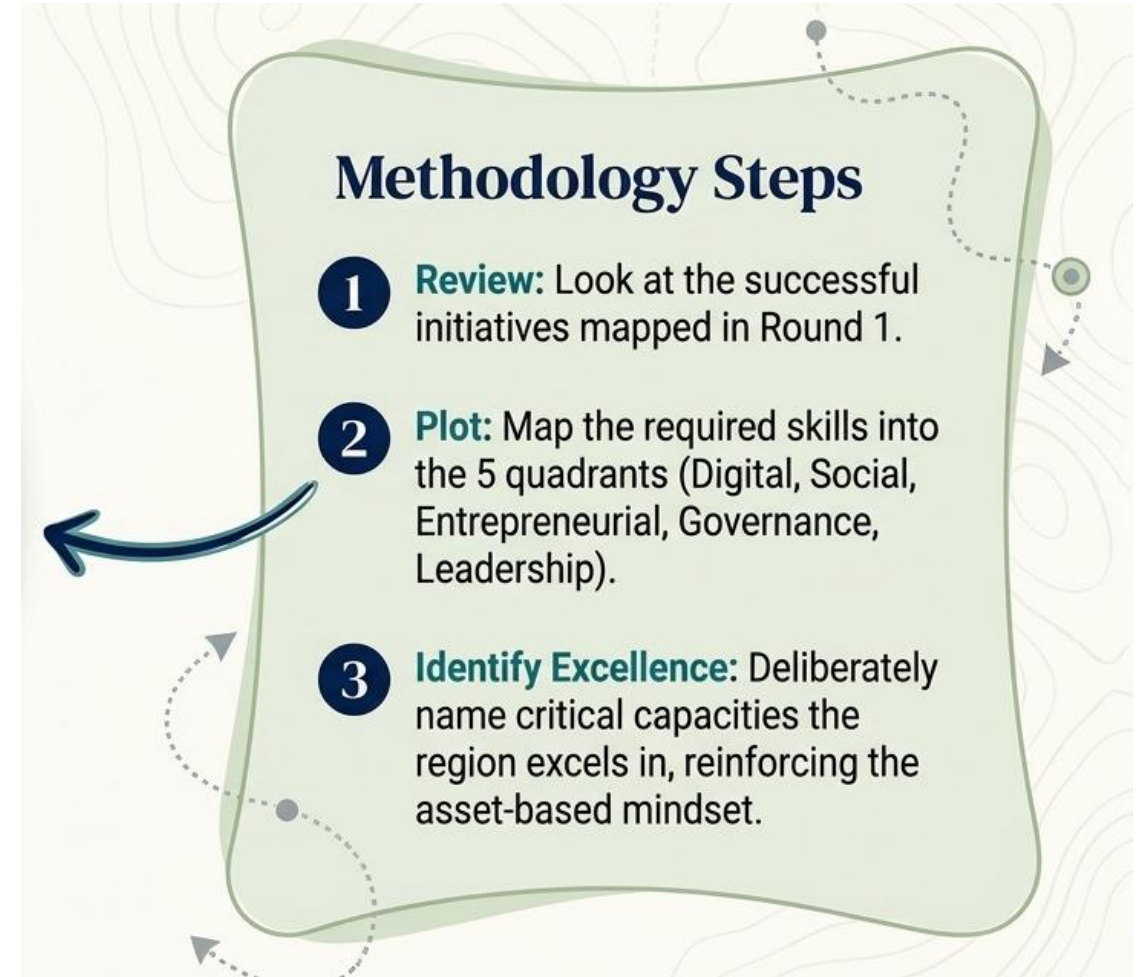 Methodology Steps
1 Review: Look at the successful
initiatives mapped in Round 1.
2 Plot: Map the required skills into
the 5 quadrants (Digital, Social,
Entrepreneurial, Governance,
Leadership).
3 Identify Excellence: Deliberately
name critical capacities the
region excels in, reinforcing the
asset-based mindset.